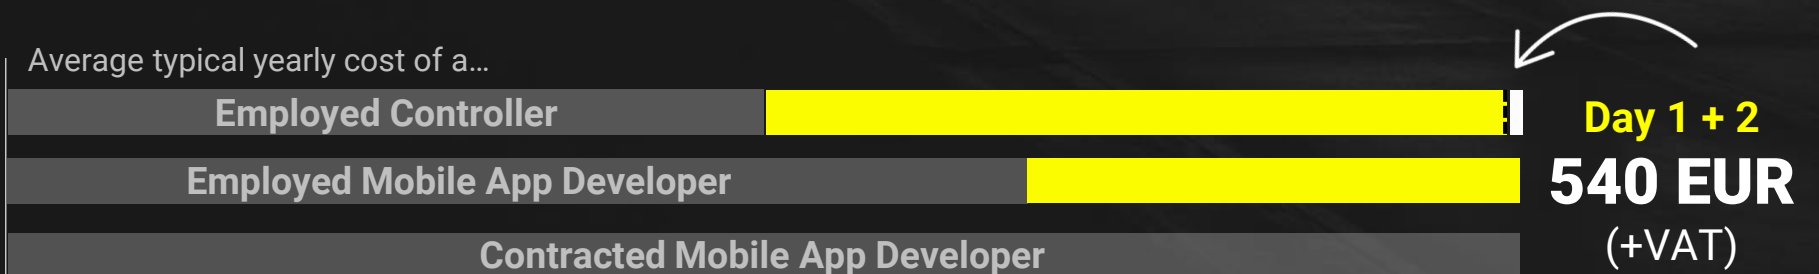 Average typical yearly cost of a...
Employed Controller
Day 1 + 2
Employed Mobile App Developer
540 EUR
Contracted Mobile App Developer
(+VAT)